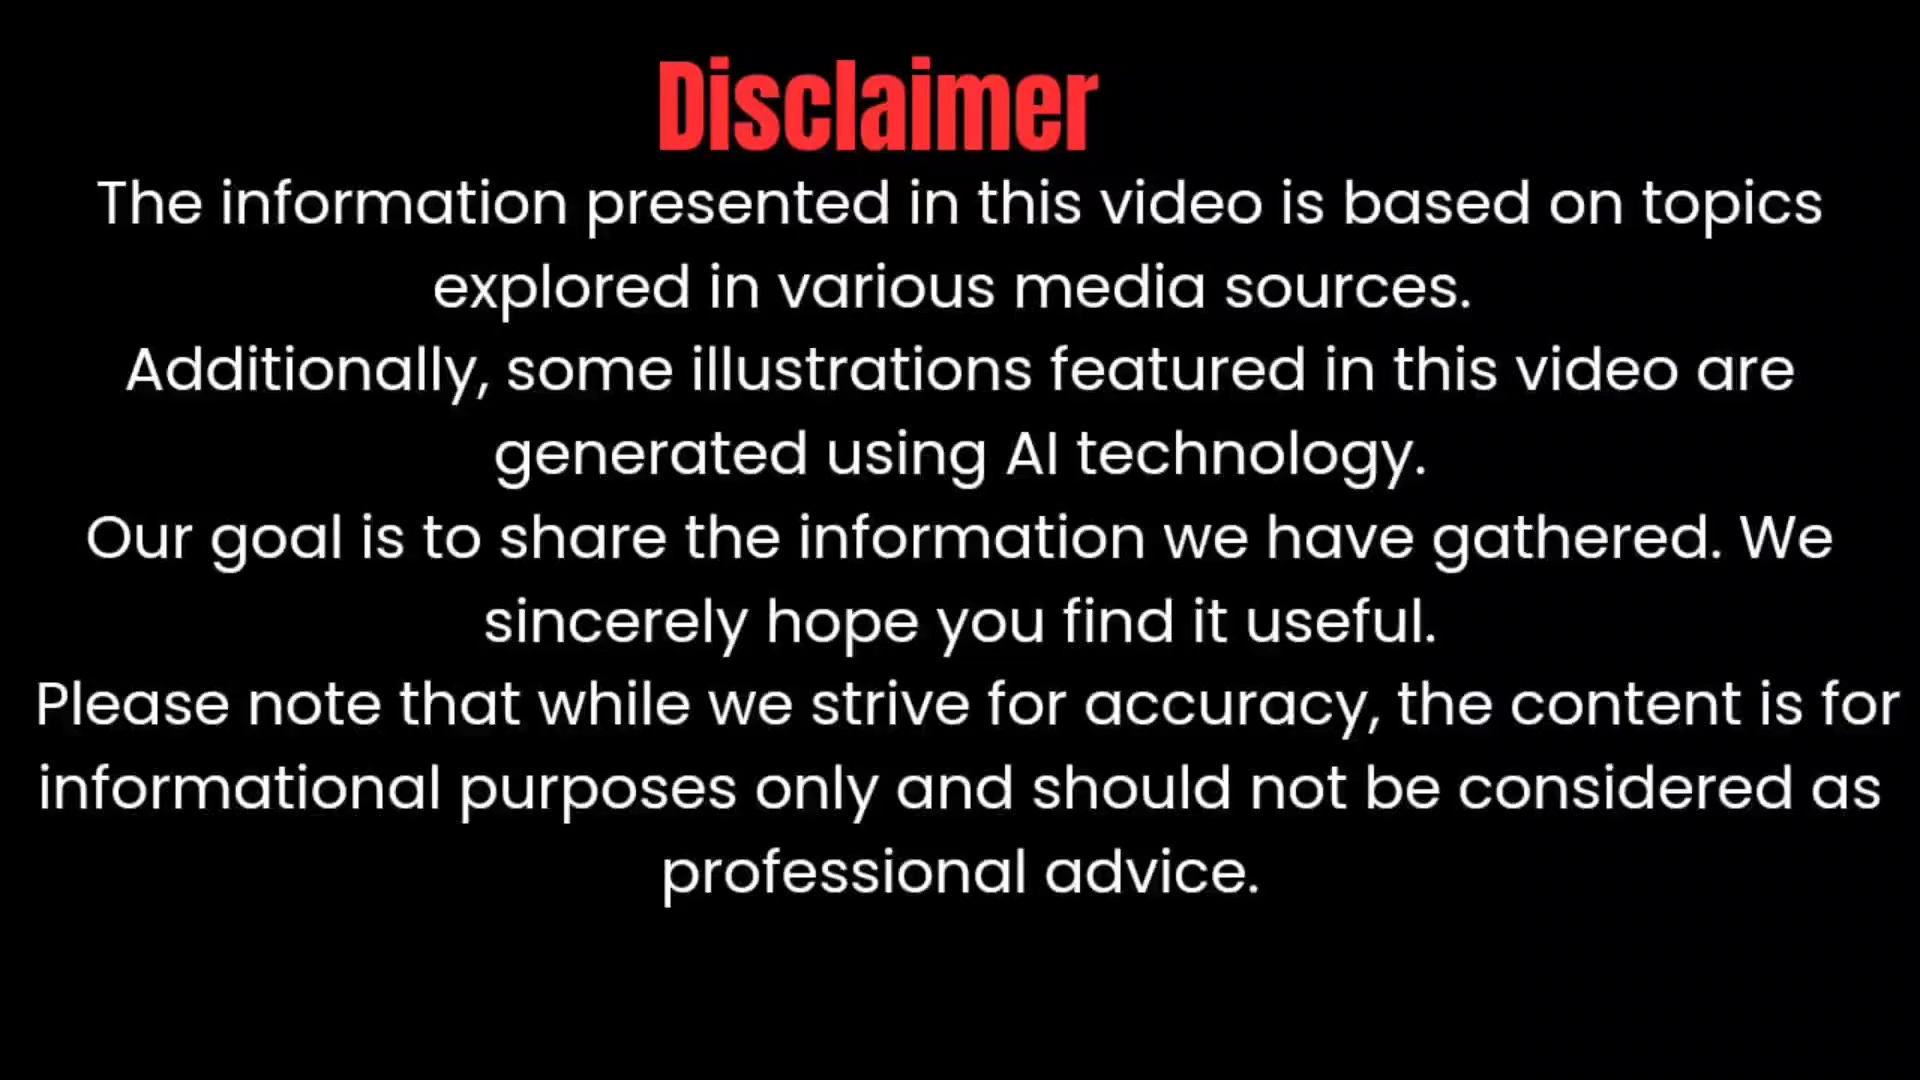 Disclaimer
The information presented in this video is based on topics
explored in various media sources.
Additionally, some illustrations featured in this video are
generated using AI technology.
Our goal is to share the information we have gathered. We
sincerely hope you find it useful.
Please note that while we strive for accuracy, the content is for
informational purposes only and should not be considered as
professional advice.